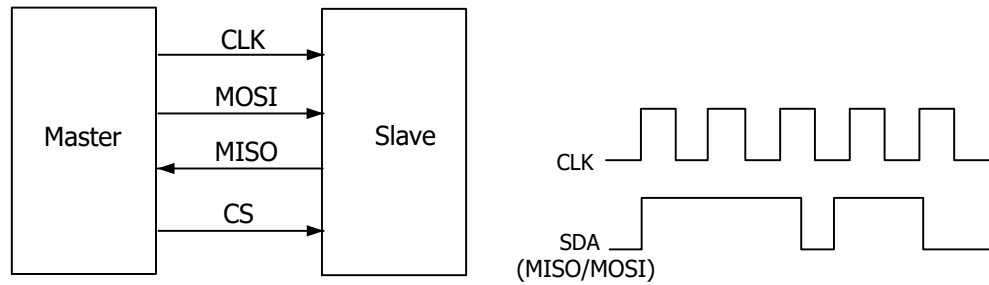 CLK
MOSI
Master
Slave
MISO
CS
CLK
SDA
(MISO/MOSI)